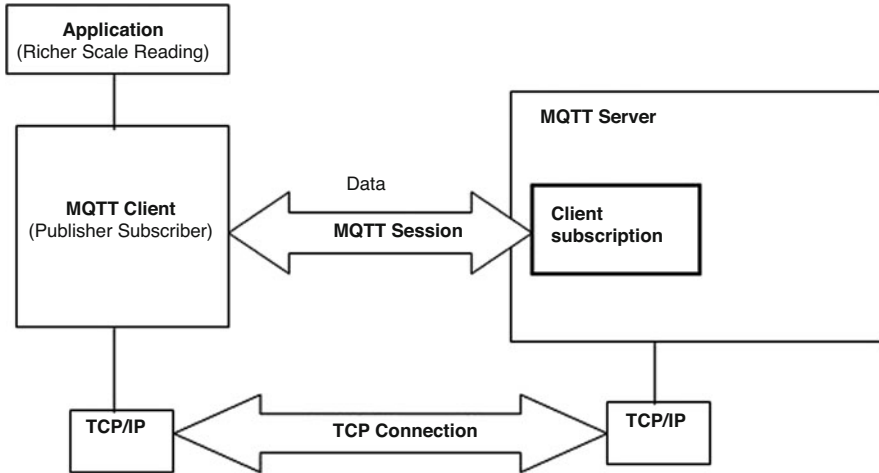 Application
(Richer Scale Reading)
MQTT Server
MQTT Client
(Publisher Subscriber)
Data
MQTT Session
Client
subscription
TCP/IP
TCP Connection
TCP/IP